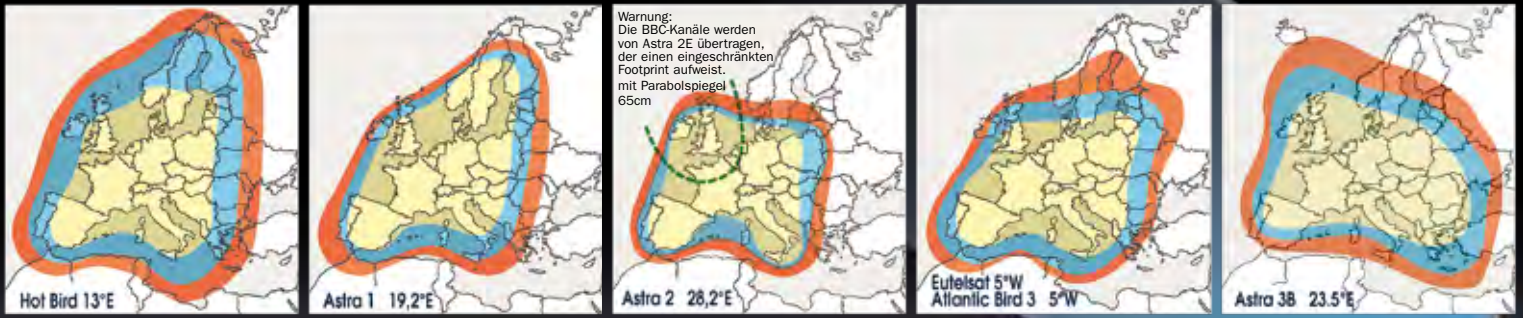 Hot Bird 13°E
Astra 1 19,2°E
Warnung:
Die BBC-Kanäle werden
von Astra 2E übertragen,
der einen eingeschränkten
Footprint aufweist.
mit Parabolspiegel
65cm
Astra 2 28,2°E
Eutelsat 5°W
Atlantic Bird 3 5°W
Astra 3B 23.5°E